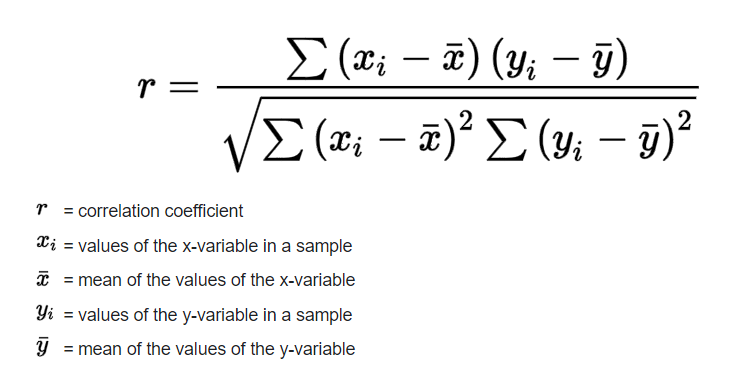 r = ∑(xᵢ − x̄)(yᵢ − ȳ) / √∑(xᵢ − x̄)² ∑(yᵢ − ȳ)²
r = correlation coefficient
xᵢ = values of the x-variable in a sample
x̄ = mean of the values of the x-variable
yᵢ = values of the y-variable in a sample
ȳ = mean of the values of the y-variable